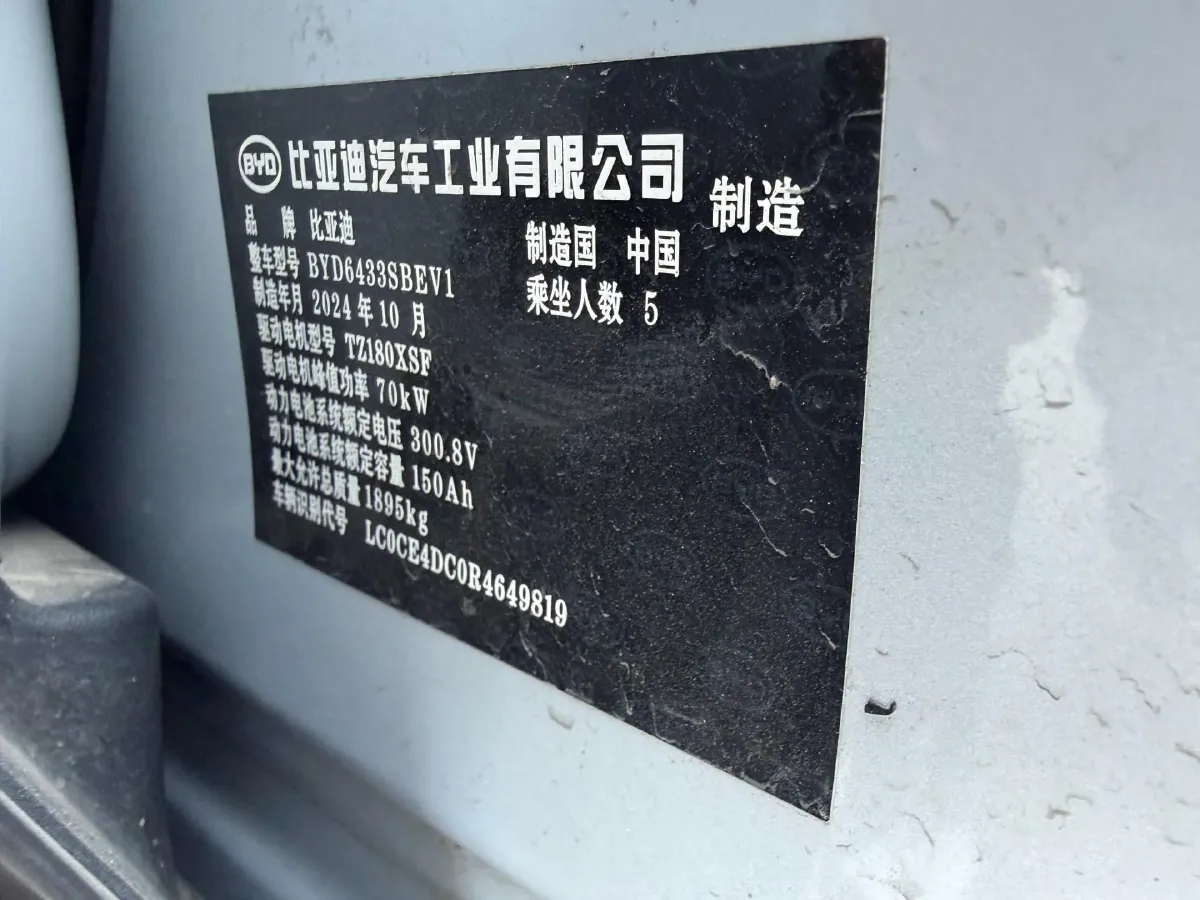 BYD 比亚迪汽车工业有限公司 制造
品 牌 比亚迪 制造国 中国
整车型号 BYD6433SBEV1 乘坐人数 5
制造年月 2024年10月
驱动电机型号 TZ180XSF
驱动电机峰值功率 70kW
动力电池系统额定电压 300.8V
动力电池系统额定容量 150Ah
最大允许总质量 1895kg
车辆识别代号 LC0CE4DC0R4649819